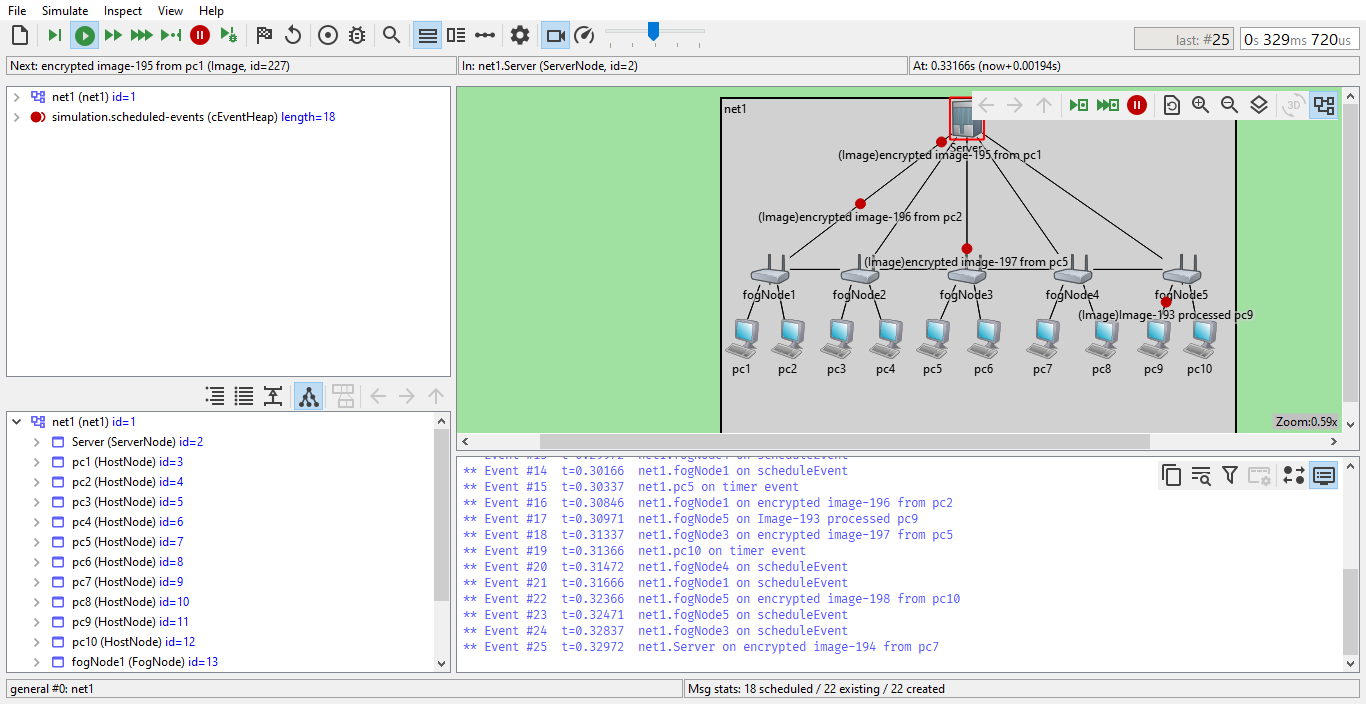 File Simulate Inspect View Help
last: #25
0s 329ms 720us
Next: encrypted image-195 from pc1 (Image, id=227)
In: net1.Server (ServerNode, id=2)
At: 0.33166s (now+0.00194s)
net1 (net1) id=1
simulation.scheduled-events (cEventHeap) length=18
net1 (net1) id=1
Server (ServerNode) id=2
pc1 (HostNode) id=3
pc2 (HostNode) id=4
pc3 (HostNode) id=5
pc4 (HostNode) id=6
pc5 (HostNode) id=7
pc6 (HostNode) id=8
pc7 (HostNode) id=9
pc8 (HostNode) id=10
pc9 (HostNode) id=11
pc10 (HostNode) id=12
fogNode1 (FogNode) id=13
net1
3D
Server
(Image)encrypted image-195 from pc1
(Image)encrypted image-196 from pc2
(Image)encrypted image-197 from pc5
fogNode1 fogNode2 fogNode3 fogNode4 fogNode5
(Image)Image-193 processed pc9
pc1 pc2 pc3 pc4 pc5 pc6 pc7 pc8 pc9 pc10
Zoom:0.59x
** Event #14 t=0.30166 net1.fogNode1 on scheduleEvent
** Event #15 t=0.30337 net1.pc5 on timer event
** Event #16 t=0.30846 net1.fogNode1 on encrypted image-196 from pc2
** Event #17 t=0.30971 net1.fogNode5 on Image-193 processed pc9
** Event #18 t=0.31337 net1.fogNode3 on encrypted image-197 from pc5
** Event #19 t=0.31366 net1.pc10 on timer event
** Event #20 t=0.31472 net1.fogNode4 on scheduleEvent
** Event #21 t=0.31666 net1.fogNode1 on scheduleEvent
** Event #22 t=0.32366 net1.fogNode5 on encrypted image-198 from pc10
** Event #23 t=0.32471 net1.fogNode5 on scheduleEvent
** Event #24 t=0.32837 net1.fogNode3 on scheduleEvent
** Event #25 t=0.32972 net1.Server on encrypted image-194 from pc7
general #0: net1
Msg stats: 18 scheduled / 22 existing / 22 created